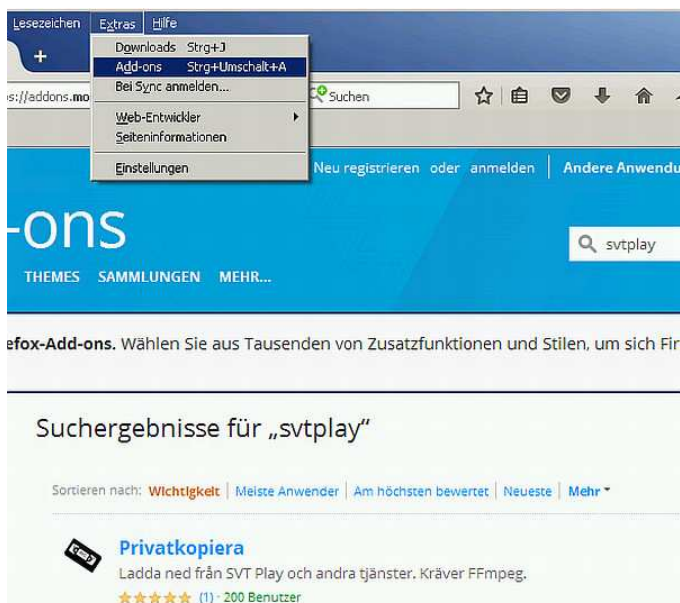 Lesezeichen Extras Hilfe
Downloads Strg+J
Add-ons Strg+Umschalt+A
Bei Sync anmelden...
Web-Entwickler
Seiteninformationen
Einstellungen
+
s://addons.mo
Suchen
Neu registrieren oder anmelden | Andere Anwendu
-ons
svtplay
THEMES SAMMLUNGEN MEHR...
efox-Add-ons. Wählen Sie aus Tausenden von Zusatzfunktionen und Stilen, um sich Fir
Suchergebnisse für „svtplay“
Sortieren nach: Wichtigkeit | Meiste Anwender | Am höchsten bewertet | Neueste | Mehr
Privatkopiera
Ladda ned från SVT Play och andra tjänster. Kräver FFmpeg.
(1) · 200 Benutzer